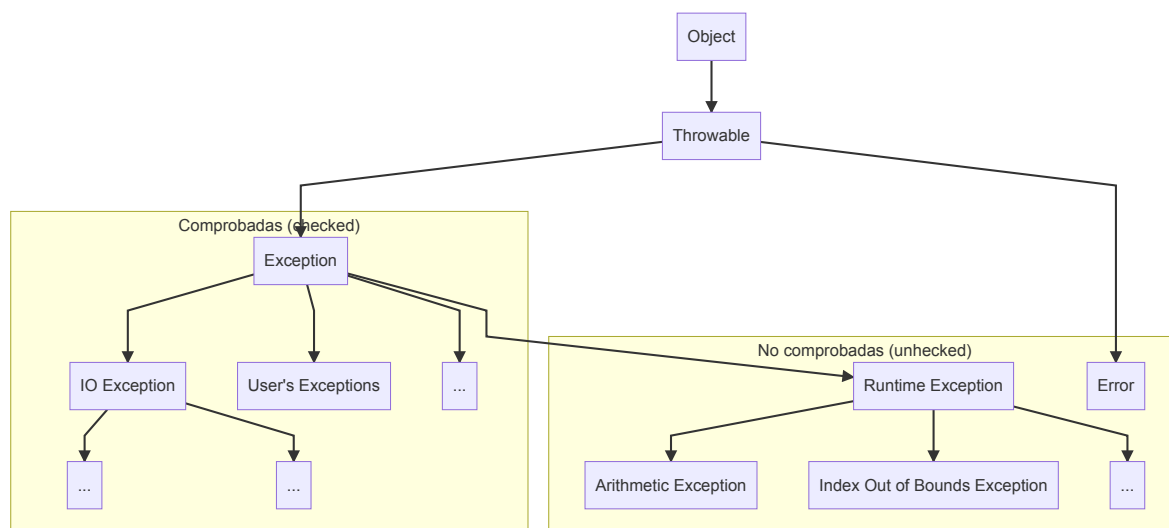 Object
Throwable
Comprobadas (checked)
Exception
No comprobadas (unhecked)
IO Exception
User's Exceptions
...
Runtime Exception
Error
...
...
Arithmetic Exception
Index Out of Bounds Exception
...